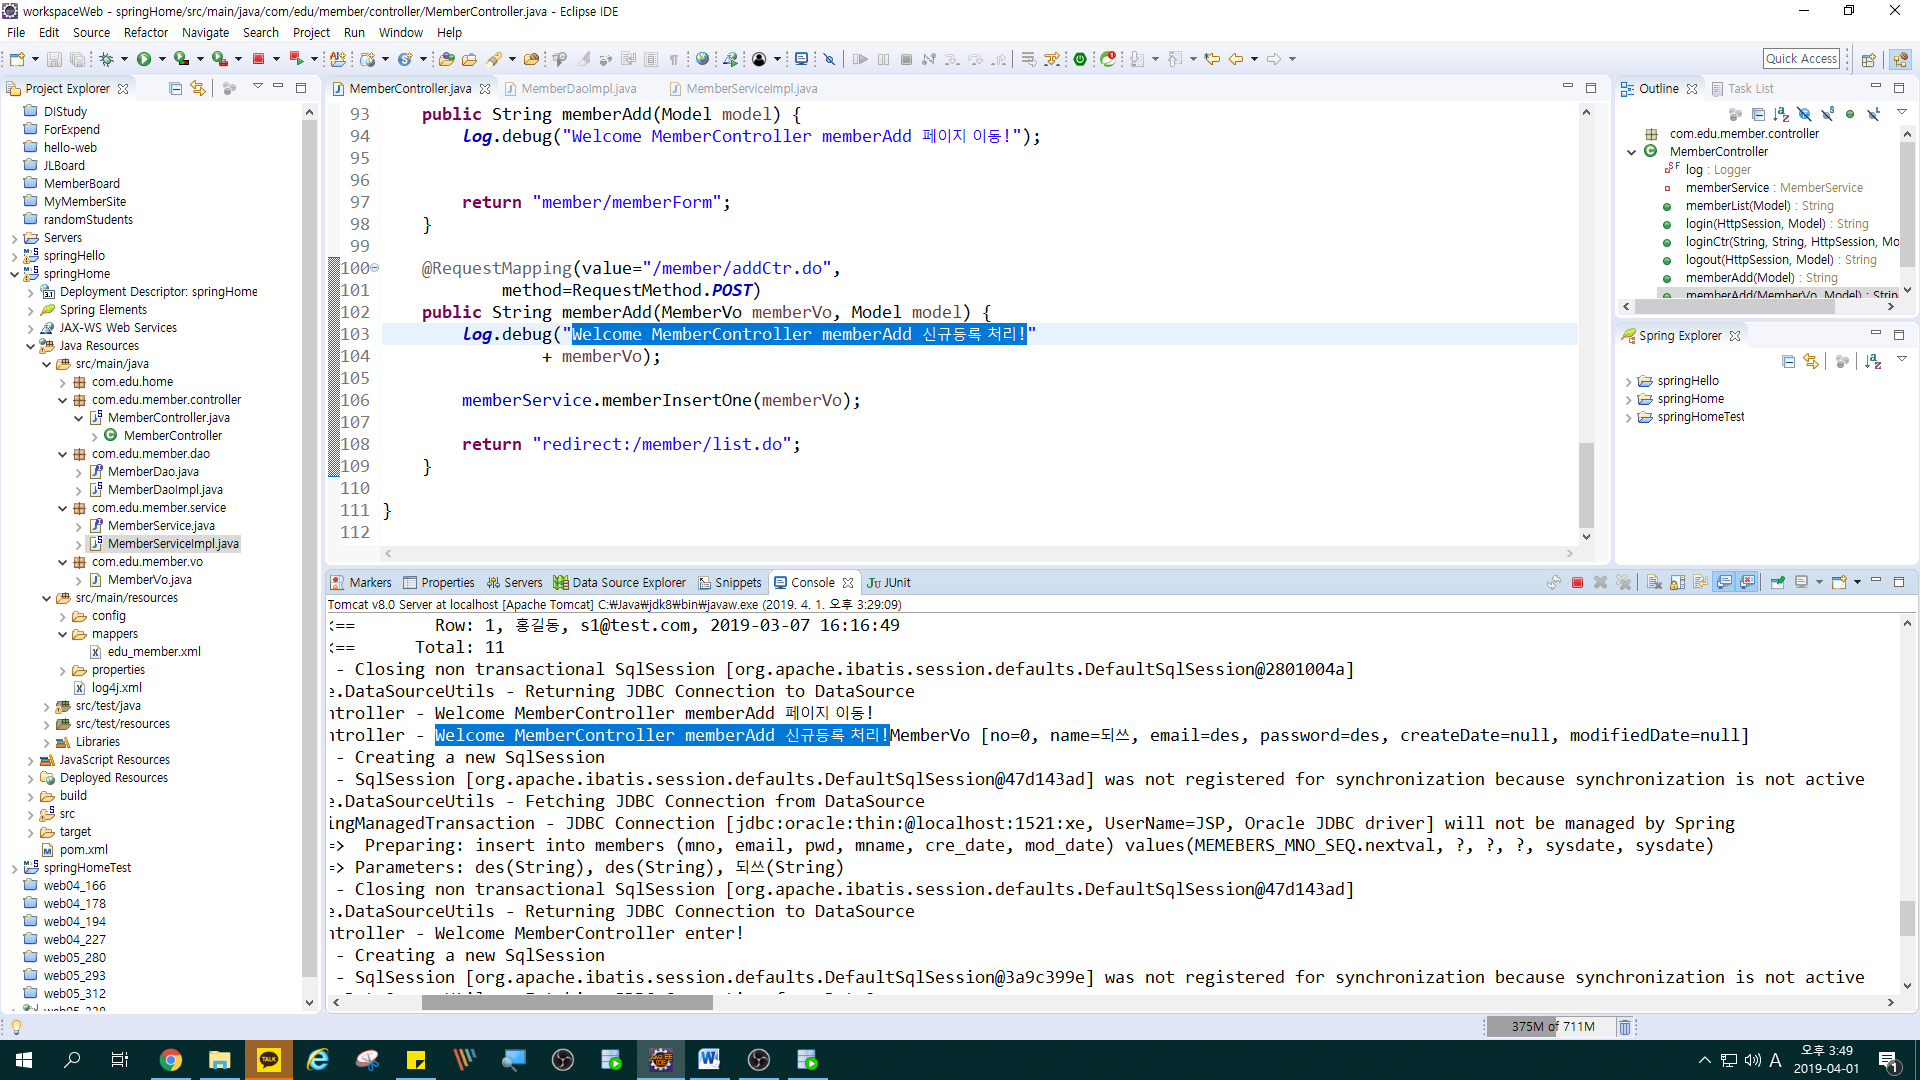 workspaceWeb - springHome/src/main/java/com/edu/member/controller/MemberController.java - Eclipse IDE
File Edit Source Refactor Navigate Search Project Run Window Help
Quick Access
Project Explorer
DIStudy
ForExpend
hello-web
JLBoard
MemberBoard
MyMemberSite
randomStudents
Servers
springHello
springHome
Deployment Descriptor: springHome
Spring Elements
JAX-WS Web Services
Java Resources
src/main/java
com.edu.home
com.edu.member.controller
MemberController.java
MemberController
com.edu.member.dao
MemberDao.java
MemberDaoImpl.java
com.edu.member.service
MemberService.java
MemberServiceImpl.java
com.edu.member.vo
MemberVo.java
src/main/resources
config
mappers
edu_member.xml
properties
log4j.xml
src/test/java
src/test/resources
Libraries
JavaScript Resources
Deployed Resources
build
src
target
pom.xml
springHomeTest
web04_166
web04_178
web04_194
web04_227
web05_280
web05_293
web05_312
MemberController.java MemberDaoImpl.java MemberServiceImpl.java
93 public String memberAdd(Model model) {
94 log.debug("Welcome MemberController memberAdd 페이지 이동!");
95
96
97 return "member/memberForm";
98 }
99
100 @RequestMapping(value="/member/addCtr.do",
101 method=RequestMethod.POST)
102 public String memberAdd(MemberVo memberVo, Model model) {
103 log.debug("Welcome MemberController memberAdd 신규등록 처리!"
104 + memberVo);
105
106 memberService.memberInsertOne(memberVo);
107
108 return "redirect:/member/list.do";
109 }
110
111 }
112
Outline Task List
com.edu.member.controller
MemberController
log : Logger
memberService : MemberService
memberList(Model) : String
login(HttpSession, Model) : String
loginCtr(String, String, HttpSession, Mo
logout(HttpSession, Model) : String
memberAdd(Model) : String
memberAdd(MemberVo, Model) : Strin
Spring Explorer
springHello
springHome
springHomeTest
Markers Properties Servers Data Source Explorer Snippets Console JUnit
Tomcat v8.0 Server at localhost [Apache Tomcat] C:￦Java￦jdk8￦bin￦javaw.exe (2019. 4. 1. 오후 3:29:09)
<== Row: 1, 홍길동, s1@test.com, 2019-03-07 16:16:49
<== Total: 11
- Closing non transactional SqlSession [org.apache.ibatis.session.defaults.DefaultSqlSession@2801004a]
e.DataSourceUtils - Returning JDBC Connection to DataSource
ntroller - Welcome MemberController memberAdd 페이지 이동!
ntroller - Welcome MemberController memberAdd 신규등록 처리!MemberVo [no=0, name=되쓰, email=des, password=des, createDate=null, modifiedDate=null]
- Creating a new SqlSession
- SqlSession [org.apache.ibatis.session.defaults.DefaultSqlSession@47d143ad] was not registered for synchronization because synchronization is not active
e.DataSourceUtils - Fetching JDBC Connection from DataSource
ingManagedTransaction - JDBC Connection [jdbc:oracle:thin:@localhost:1521:xe, UserName=JSP, Oracle JDBC driver] will not be managed by Spring
=> Preparing: insert into members (mno, email, pwd, mname, cre_date, mod_date) values(MEMEBERS_MNO_SEQ.nextval, ?, ?, ?, sysdate, sysdate)
=> Parameters: des(String), des(String), 되쓰(String)
- Closing non transactional SqlSession [org.apache.ibatis.session.defaults.DefaultSqlSession@47d143ad]
e.DataSourceUtils - Returning JDBC Connection to DataSource
ntroller - Welcome MemberController enter!
- Creating a new SqlSession
- SqlSession [org.apache.ibatis.session.defaults.DefaultSqlSession@3a9c399e] was not registered for synchronization because synchronization is not active
375M of 711M
TALK
A
오후 3:49
2019-04-01
1